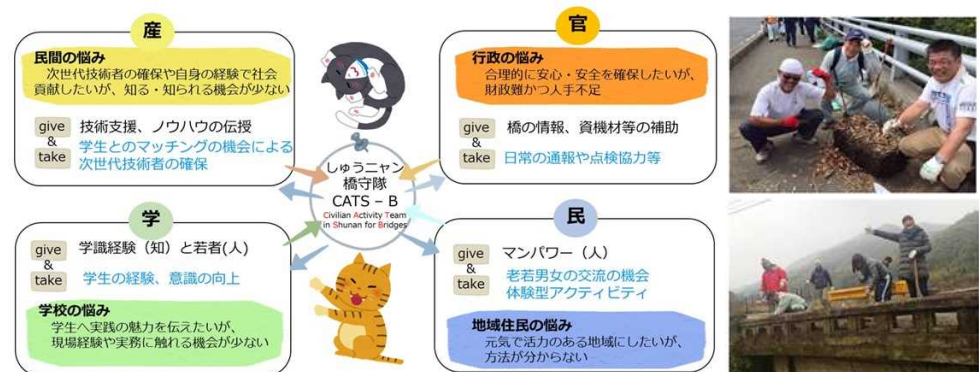 産
民間の悩み
次世代技術者の確保や自身の経験で社会
貢献したいが、知る・知られる機会が少ない
give
&
take
技術支援、ノウハウの伝授
学生とのマッチングの機会による
次世代技術者の確保
官
行政の悩み
合理的に安心・安全を確保したいが、
財政難かつ人手不足
give
&
take
橋の情報、資機材等の補助
日常の通報や点検協力等
しゅうニャン
橋守隊
CATS – B
Civilian Activity Team
in Shunan for Bridges
学
give
&
take
学識経験（知）と若者(人)
学生の経験、意識の向上
学校の悩み
学生へ実践の魅力を伝えたいが、
現場経験や実務に触れる機会が少ない
民
give
&
take
マンパワー（人）
老若男女の交流の機会
体験型アクティビティ
地域住民の悩み
元気で活力のある地域にしたいが、
方法が分からない